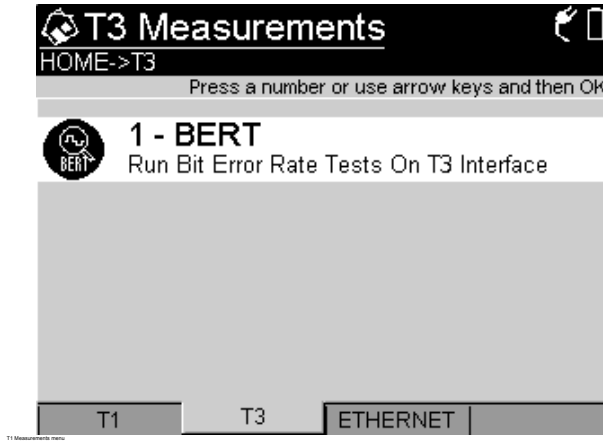 T3 Measurements
HOME->T3
Press a number or use arrow keys and then OK
1 - BERT
BERT
Run Bit Error Rate Tests On T3 Interface
T1 T3 ETHERNET
T1 Measurements menu